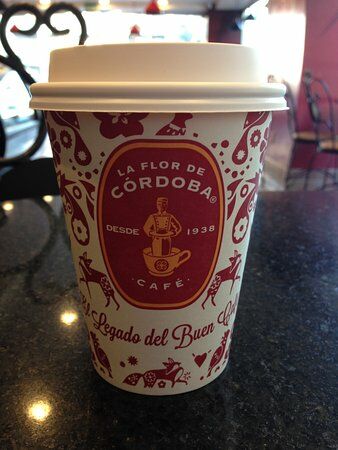 LA FLOR DE
CÓRDOBA®
DESDE 1938
· CAFÉ ·
El Legado del Buen